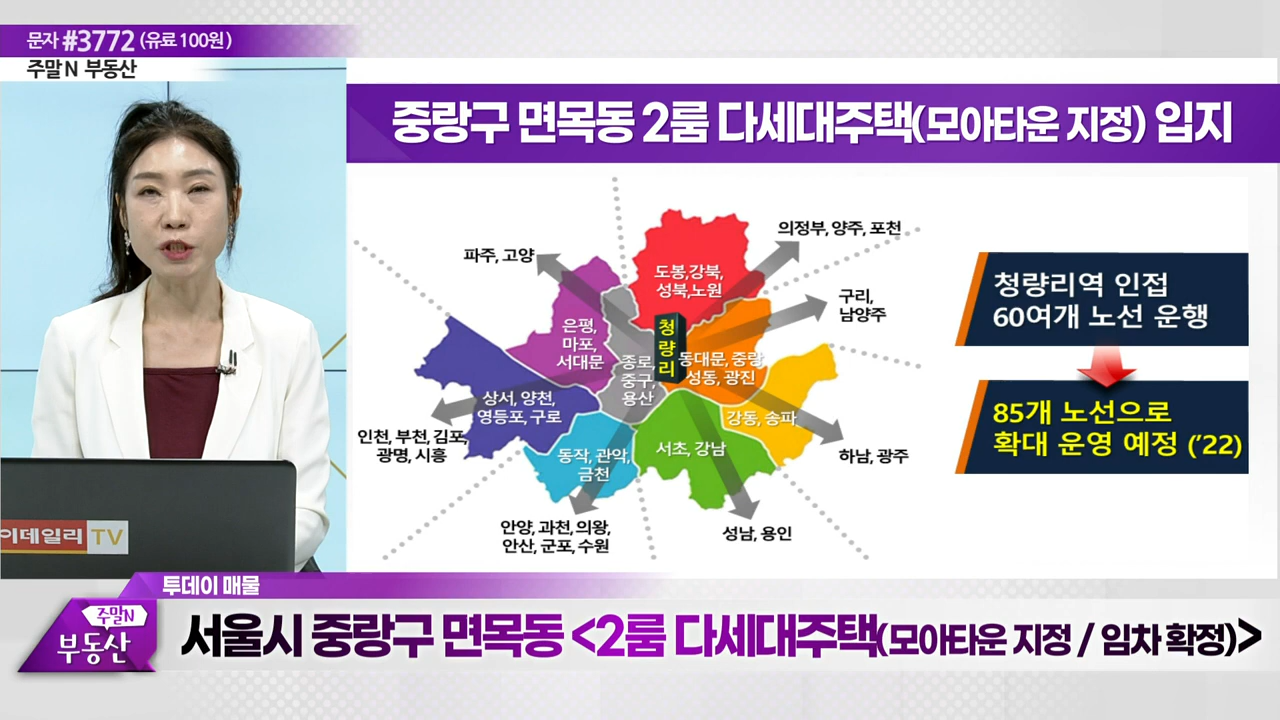 문자 #3772 (유료 100원)
주말N 부동산
중랑구 면목동 2룸 다세대주택(모아타운 지정) 입지
파주, 고양
의정부, 양주, 포천
도봉,강북,
성북,노원
구리,
남양주
은평,
마포,
서대문
청
량
리
종로,
중구,
용산
동대문, 중랑
성동, 광진
상서, 양천,
영등포, 구로
강동, 송파
인천, 부천, 김포,
광명, 시흥
동작, 관악,
금천
서초, 강남
하남, 광주
안양, 과천, 의왕,
안산, 군포, 수원
성남, 용인
청량리역 인접
60여개 노선 운행
85개 노선으로
확대 운영 예정 (’22)
이데일리 TV
투데이 매물
주말N
부동산
서울시 중랑구 면목동 <2룸 다세대주택(모아타운 지정 / 임차 확정)>